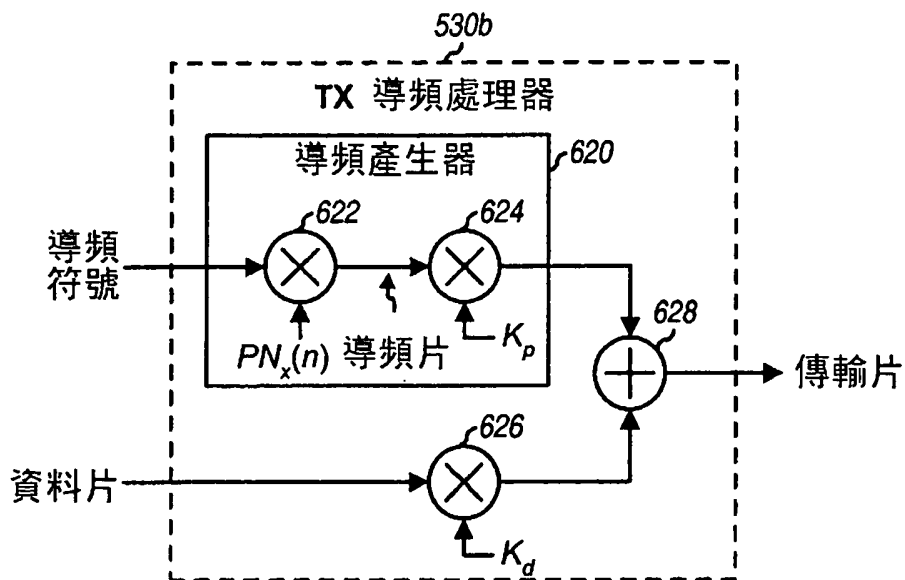 530b
TX 導頻處理器
導頻產生器
620
622
624
導頻
符號
PNₓ(n) 導頻片
Kₚ
628
傳輸片
626
資料片
K_d